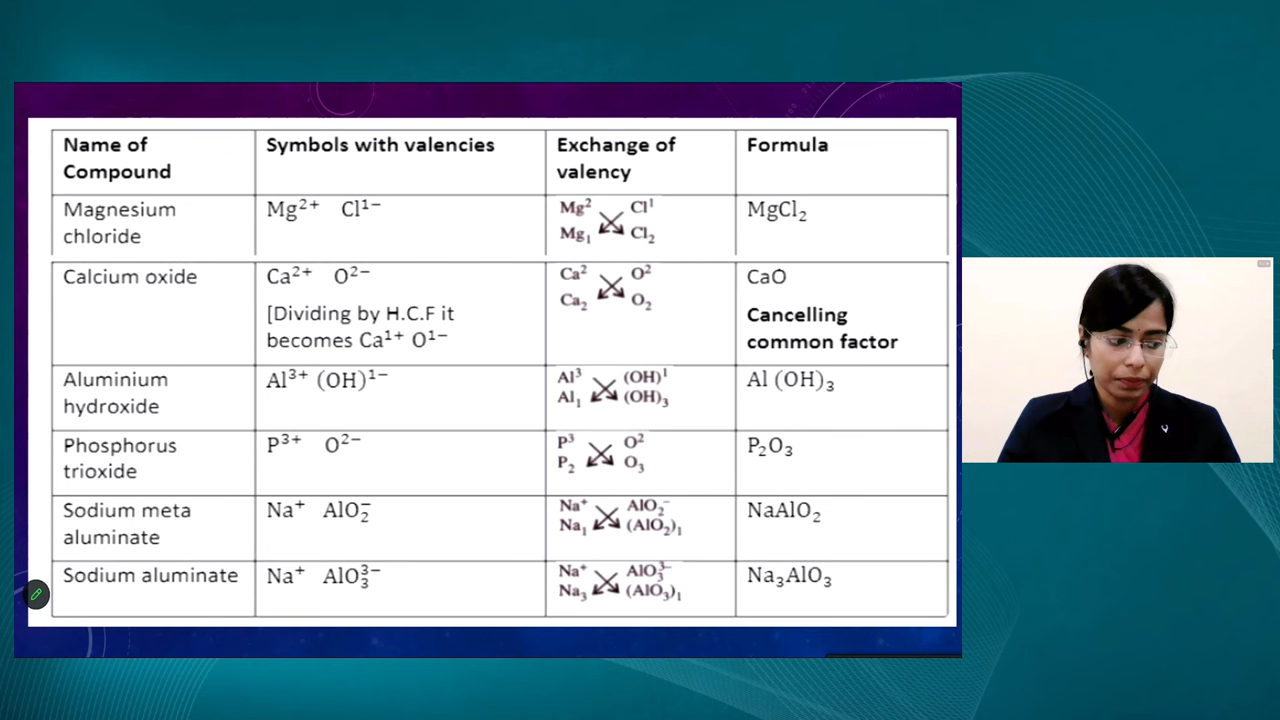 Name of Compound
Symbols with valencies
Exchange of valency
Formula
Magnesium chloride
Mg²⁺ Cl¹⁻
Mg² Cl¹
Mg₁ Cl₂
MgCl₂
Calcium oxide
Ca²⁺ O²⁻
[Dividing by H.C.F it
becomes Ca¹⁺ O¹⁻
Ca² O²
Ca₂ O₂
CaO
Cancelling
common factor
Aluminium hydroxide
Al³⁺ (OH)¹⁻
Al³ (OH)¹
Al₁ (OH)₃
Al (OH)₃
Phosphorus trioxide
P³⁺ O²⁻
P³ O²
P₂ O₃
P₂O₃
Sodium meta aluminate
Na⁺ AlO₂⁻
Na⁺ AlO₂⁻
Na₁ (AlO₂)₁
NaAlO₂
Sodium aluminate
Na⁺ AlO₃³⁻
Na⁺ AlO₃³⁻
Na₃ (AlO₃)₁
Na₃AlO₃